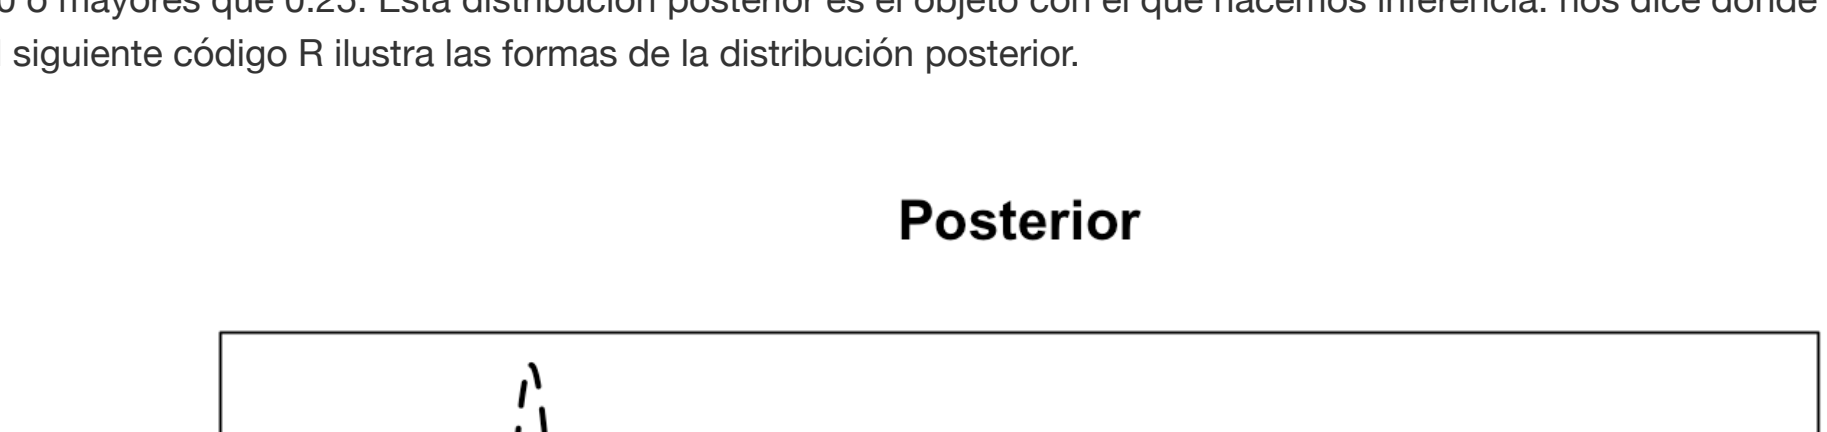 0 o mayores que 0.25. Esta distribución posterior es el objeto con el que hacemos inferencia: nos dice dónde
siguiente código R ilustra las formas de la distribución posterior.
Posterior